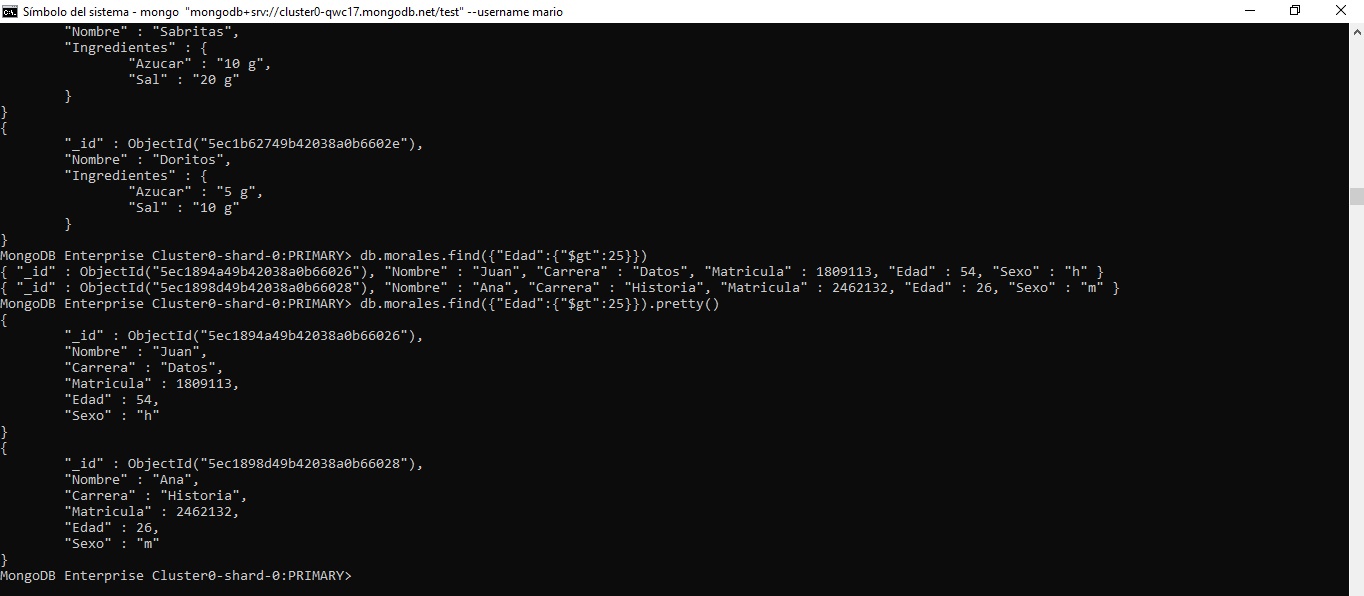 Símbolo del sistema - mongo "mongodb+srv://cluster0-qwc17.mongodb.net/test" --username mario
"Nombre" : "Sabritas",
"Ingredientes" : {
"Azucar" : "10 g",
"Sal" : "20 g"
}
}
{
"_id" : ObjectId("5ec1b62749b42038a0b6602e"),
"Nombre" : "Doritos",
"Ingredientes" : {
"Azucar" : "5 g",
"Sal" : "10 g"
}
}
MongoDB Enterprise Cluster0-shard-0:PRIMARY> db.morales.find({"Edad":{"$gt":25}})
{ "_id" : ObjectId("5ec1894a49b42038a0b66026"), "Nombre" : "Juan", "Carrera" : "Datos", "Matricula" : 1809113, "Edad" : 54, "Sexo" : "h" }
{ "_id" : ObjectId("5ec1898d49b42038a0b66028"), "Nombre" : "Ana", "Carrera" : "Historia", "Matricula" : 2462132, "Edad" : 26, "Sexo" : "m" }
MongoDB Enterprise Cluster0-shard-0:PRIMARY> db.morales.find({"Edad":{"$gt":25}}).pretty()
{
"_id" : ObjectId("5ec1894a49b42038a0b66026"),
"Nombre" : "Juan",
"Carrera" : "Datos",
"Matricula" : 1809113,
"Edad" : 54,
"Sexo" : "h"
}
{
"_id" : ObjectId("5ec1898d49b42038a0b66028"),
"Nombre" : "Ana",
"Carrera" : "Historia",
"Matricula" : 2462132,
"Edad" : 26,
"Sexo" : "m"
}
MongoDB Enterprise Cluster0-shard-0:PRIMARY>